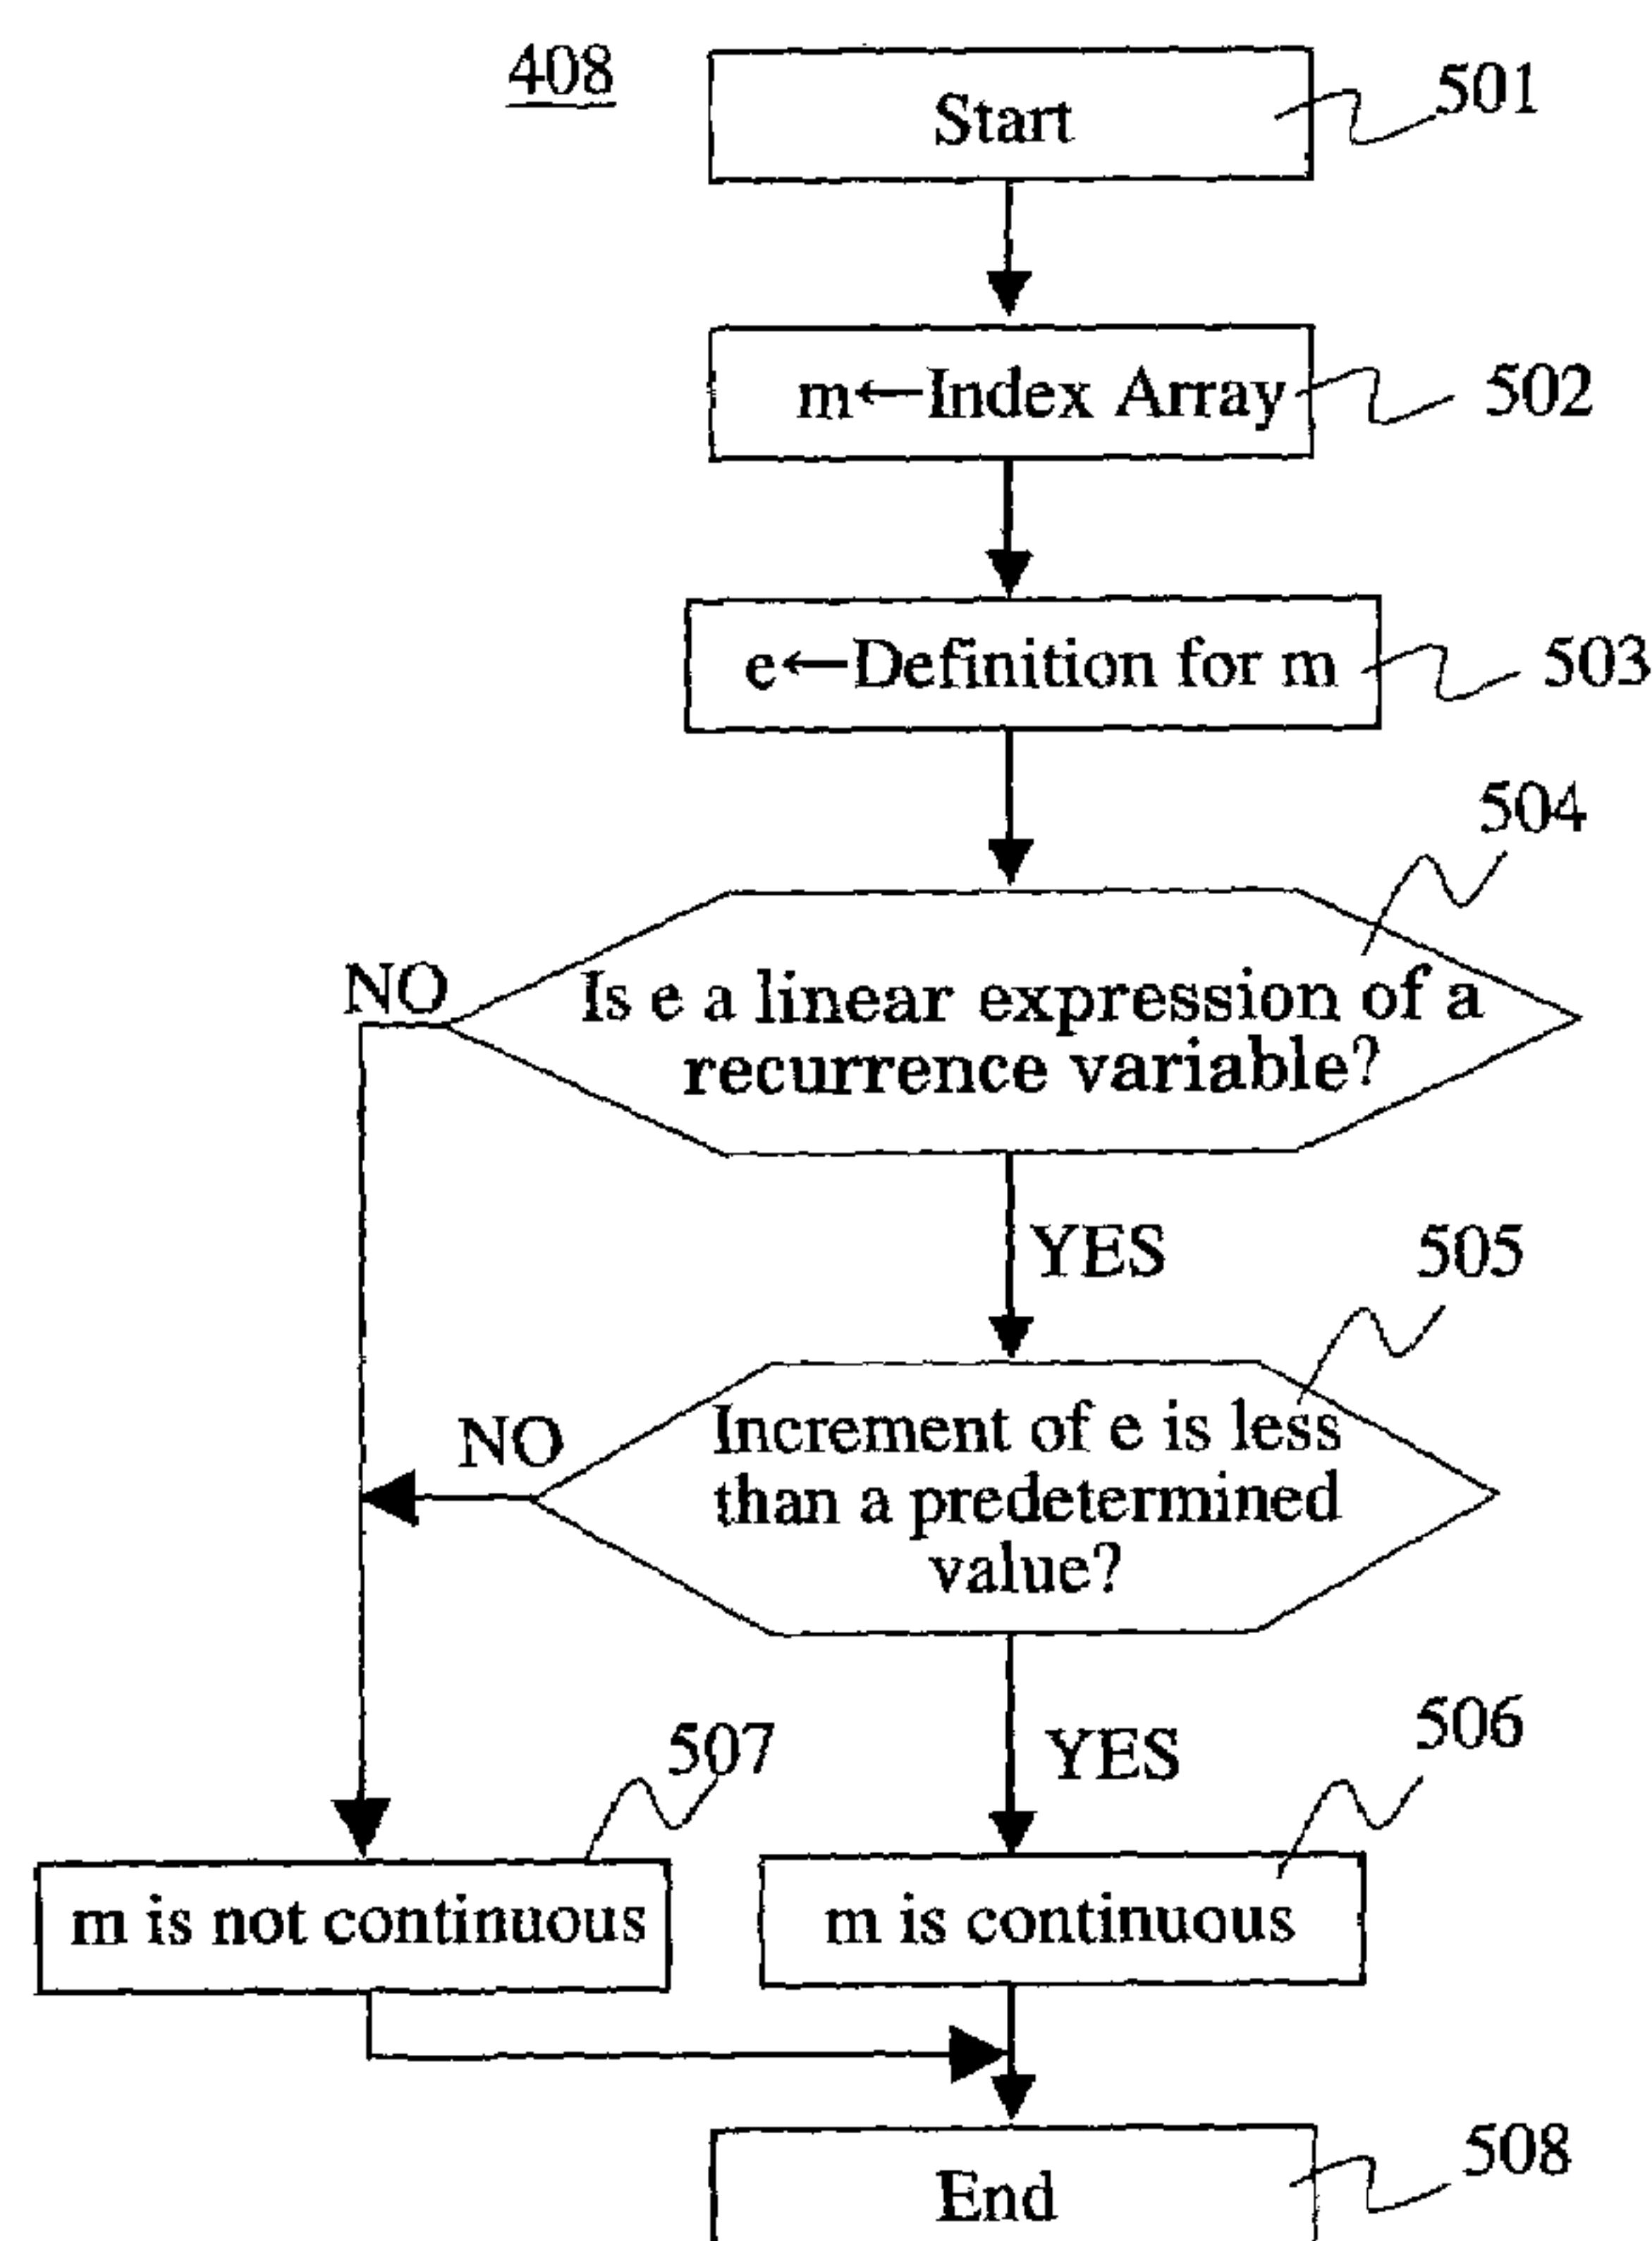 408
Start
501
m←Index Array
502
e←Definition for m
503
504
NO
Is e a linear expression of a
recurrence variable?
YES
505
NO
Increment of e is less
than a predetermined
value?
YES
506
507
m is not continuous
m is continuous
End
508